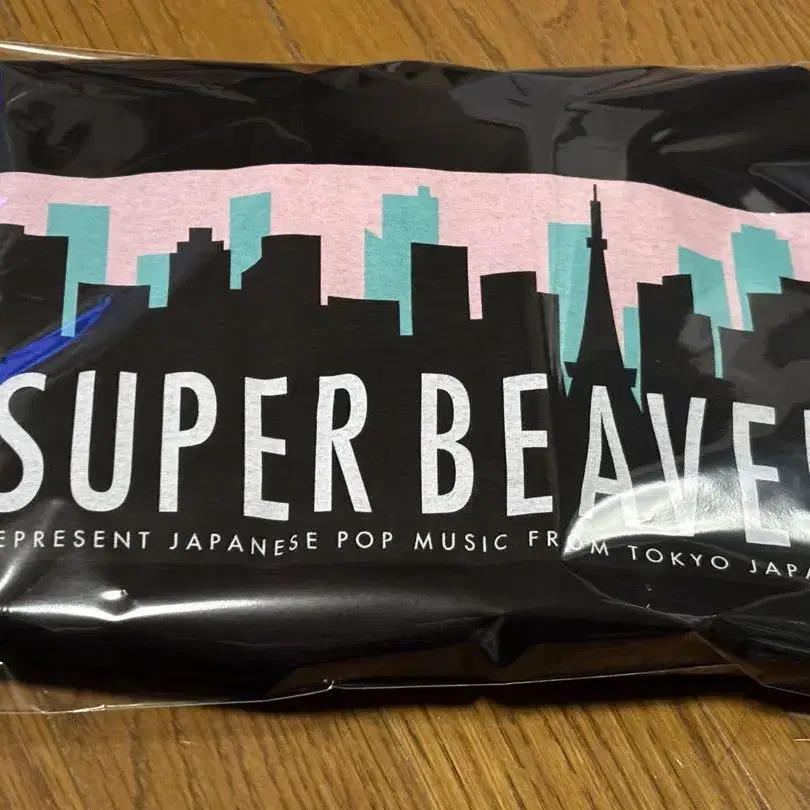 SUPER BEAVE
EPRESENT JAPANESE POP MUSIC FROM TOKYO JAPA